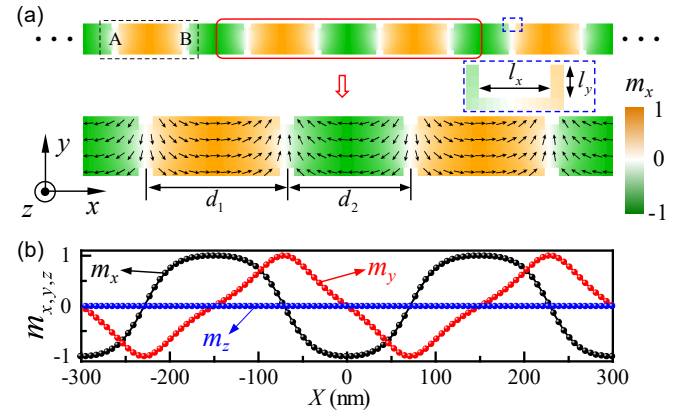 (a)
• • • A B • • •
l_x l_y
m_x
1
0
-1
y
z x
d_1 d_2
(b)
m_{x,y,z}
1
0
-1
m_x m_y m_z
-300 -200 -100 0 100 200 300
X (nm)